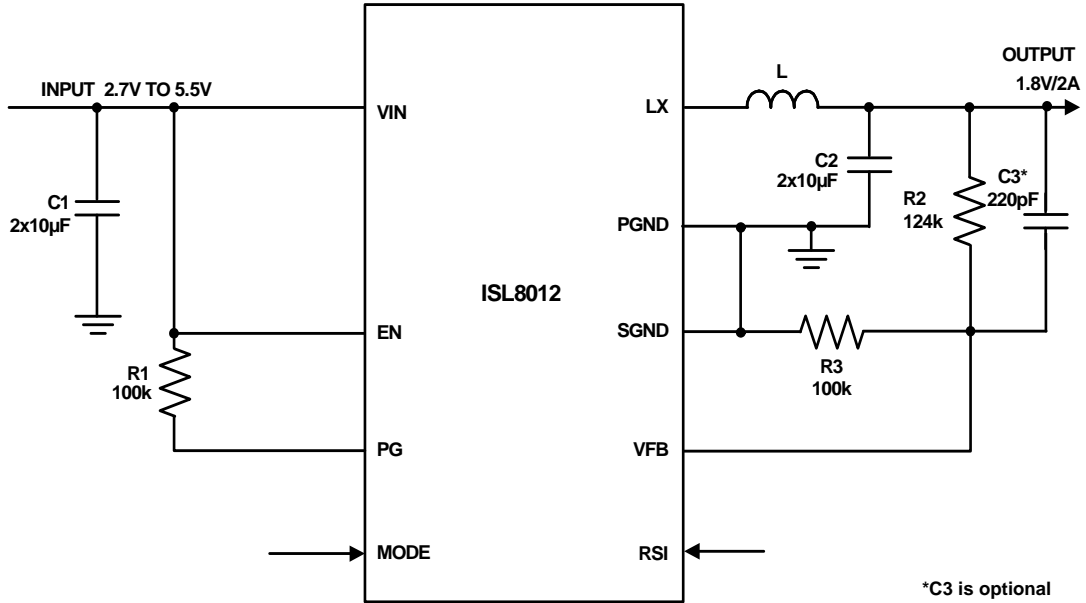 INPUT 2.7V TO 5.5V
C1
2x10µF
R1
100k
VIN
EN
PG
MODE
ISL8012
LX
PGND
SGND
VFB
RSI
L
C2
2x10µF
R2
124k
C3*
220pF
R3
100k
OUTPUT
1.8V/2A
*C3 is optional